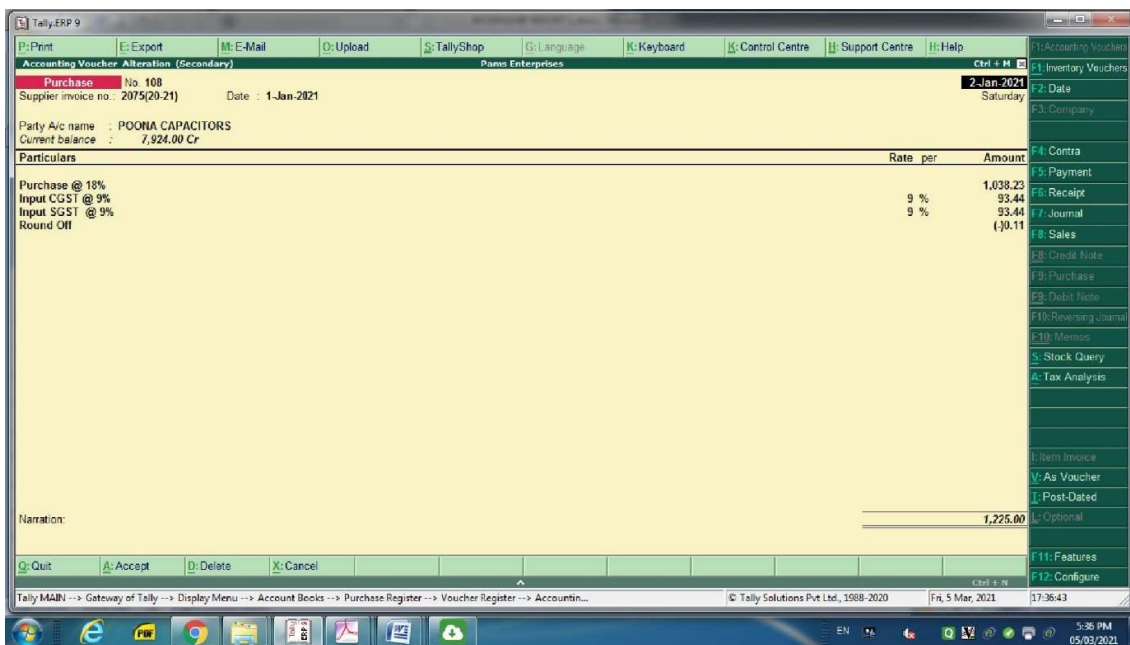 Tally.ERP 9
P: Print E: Export M: E-Mail O: Upload S: TallyShop G: Language K: Keyboard K: Control Centre H: Support Centre H: Help
Accounting Voucher Alteration (Secondary) Pams Enterprises Ctrl + M
Purchase No. 108 2-Jan-2021
Supplier invoice no.: 2075(20-21) Date : 1-Jan-2021 Saturday
Party A/c name : POONA CAPACITORS
Current balance : 7,924.00 Cr
Particulars Rate per Amount
Purchase @ 18% 1,038.23
Input CGST @ 9% 9 % 93.44
Input SGST @ 9% 9 % 93.44
Round Off (-)0.11
Narration: 1,225.00
Q: Quit A: Accept D: Delete X: Cancel
Ctrl + N
Tally MAIN --> Gateway of Tally --> Display Menu --> Account Books --> Purchase Register --> Voucher Register --> Accountin... © Tally Solutions Pvt Ltd., 1988-2020 Fri, 5 Mar, 2021 17:36:43
F1: Accounting Vouchers
F1: Inventory Vouchers
F2: Date
F3: Company
F4: Contra
F5: Payment
F6: Receipt
F7: Journal
F8: Sales
F8: Credit Note
F9: Purchase
F9: Debit Note
F10: Reversing Journal
F10: Memos
S: Stock Query
A: Tax Analysis
I: Item Invoice
V: As Voucher
T: Post-Dated
L: Optional
F11: Features
F12: Configure
PDF
Tally
ERP 9
EN
5:36 PM
05/03/2021